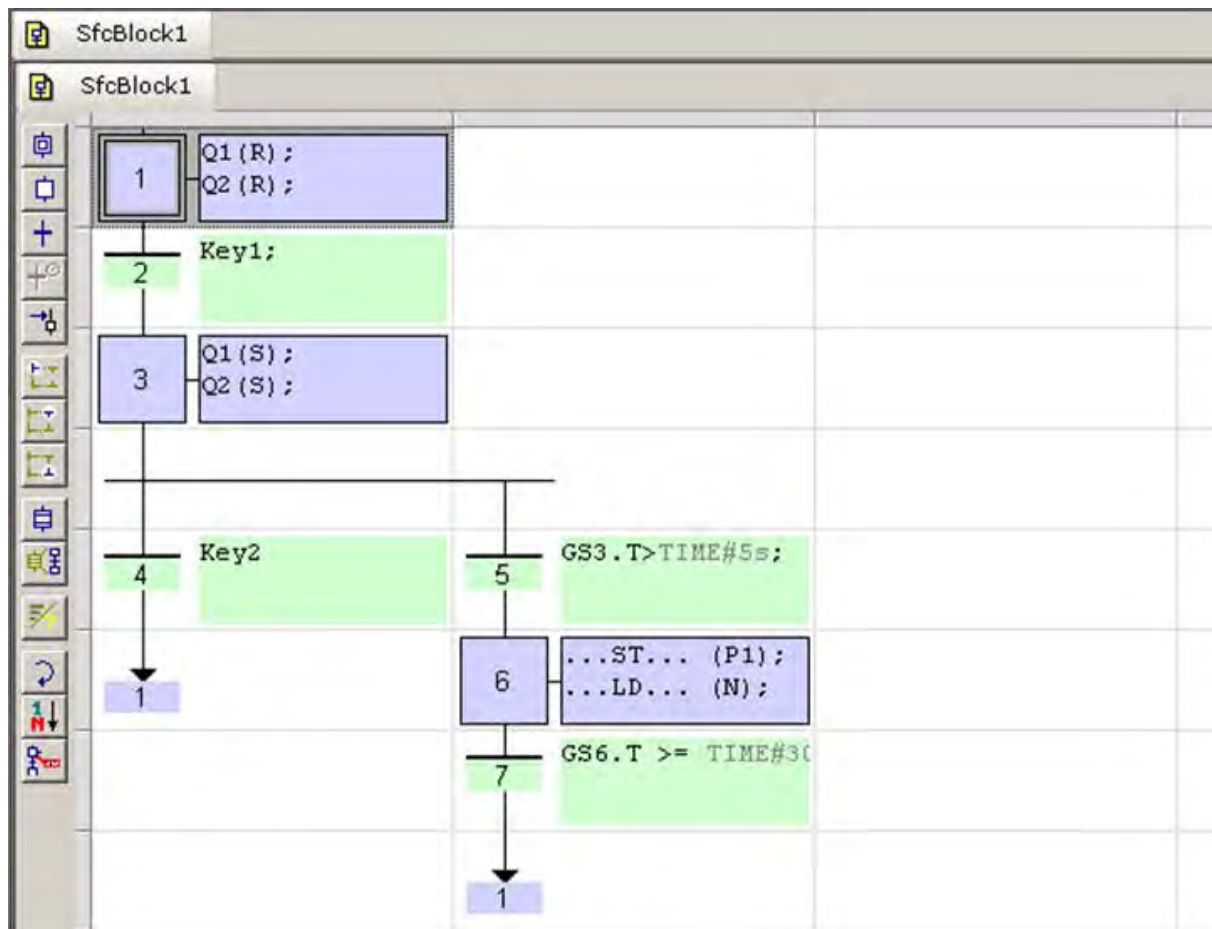 SfcBlock1
SfcBlock1
1
Q1(R);
Q2(R);
2
Key1;
3
Q1(S);
Q2(S);
4
Key2
5
GS3.T>TIME#5s;
1
6
...ST... (P1);
...LD... (N);
7
GS6.T >= TIME#3
1